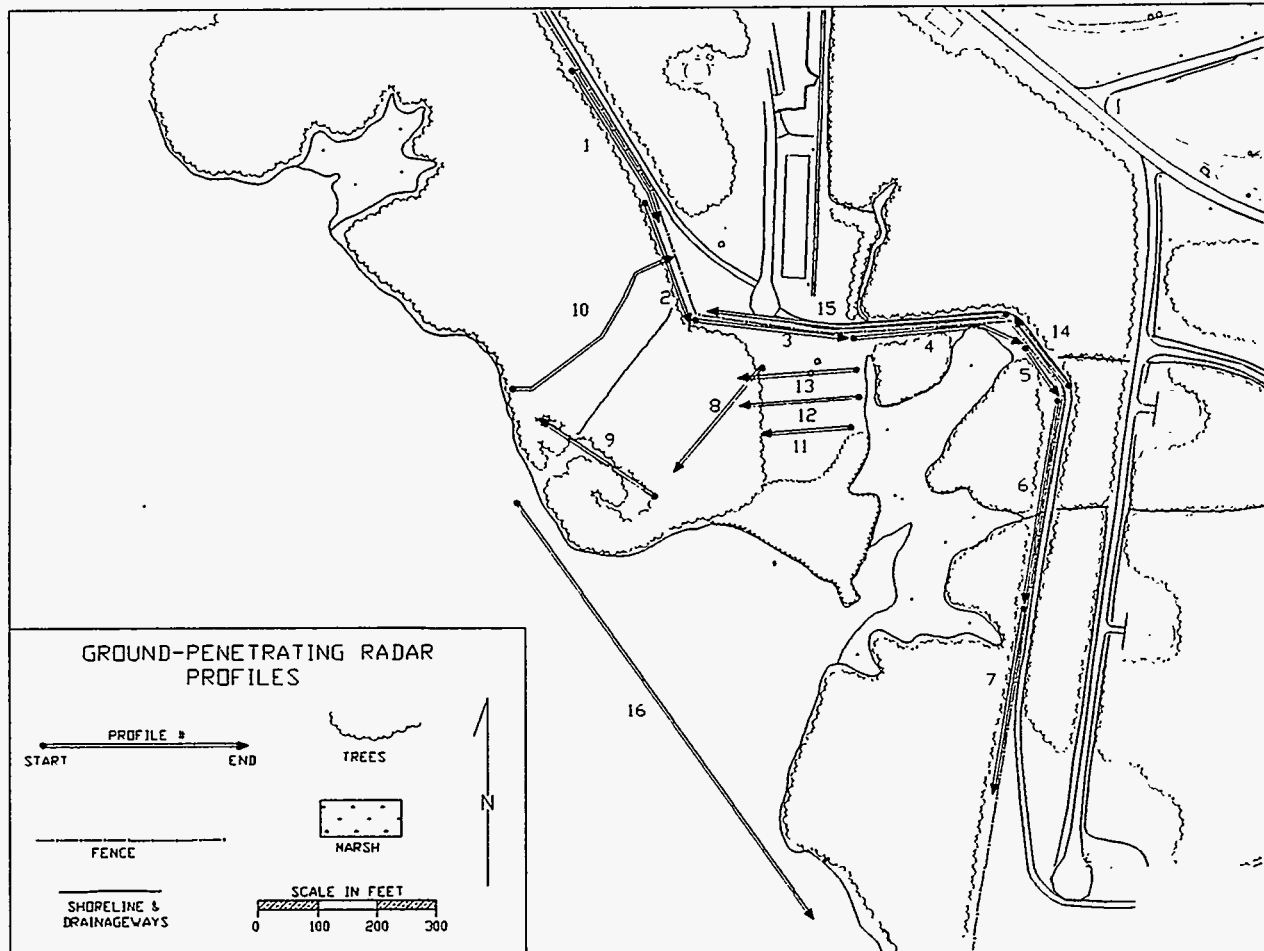 1
2
10
15
3
4
14
5
13
8
12
11
9
6
7
16
GROUND-PENETRATING RADAR
PROFILES
PROFILE #
START
END
TREES
N
FENCE
MARSH
SHORELINE &
DRAINAGEWAYS
SCALE IN FEET
0 100 200 300